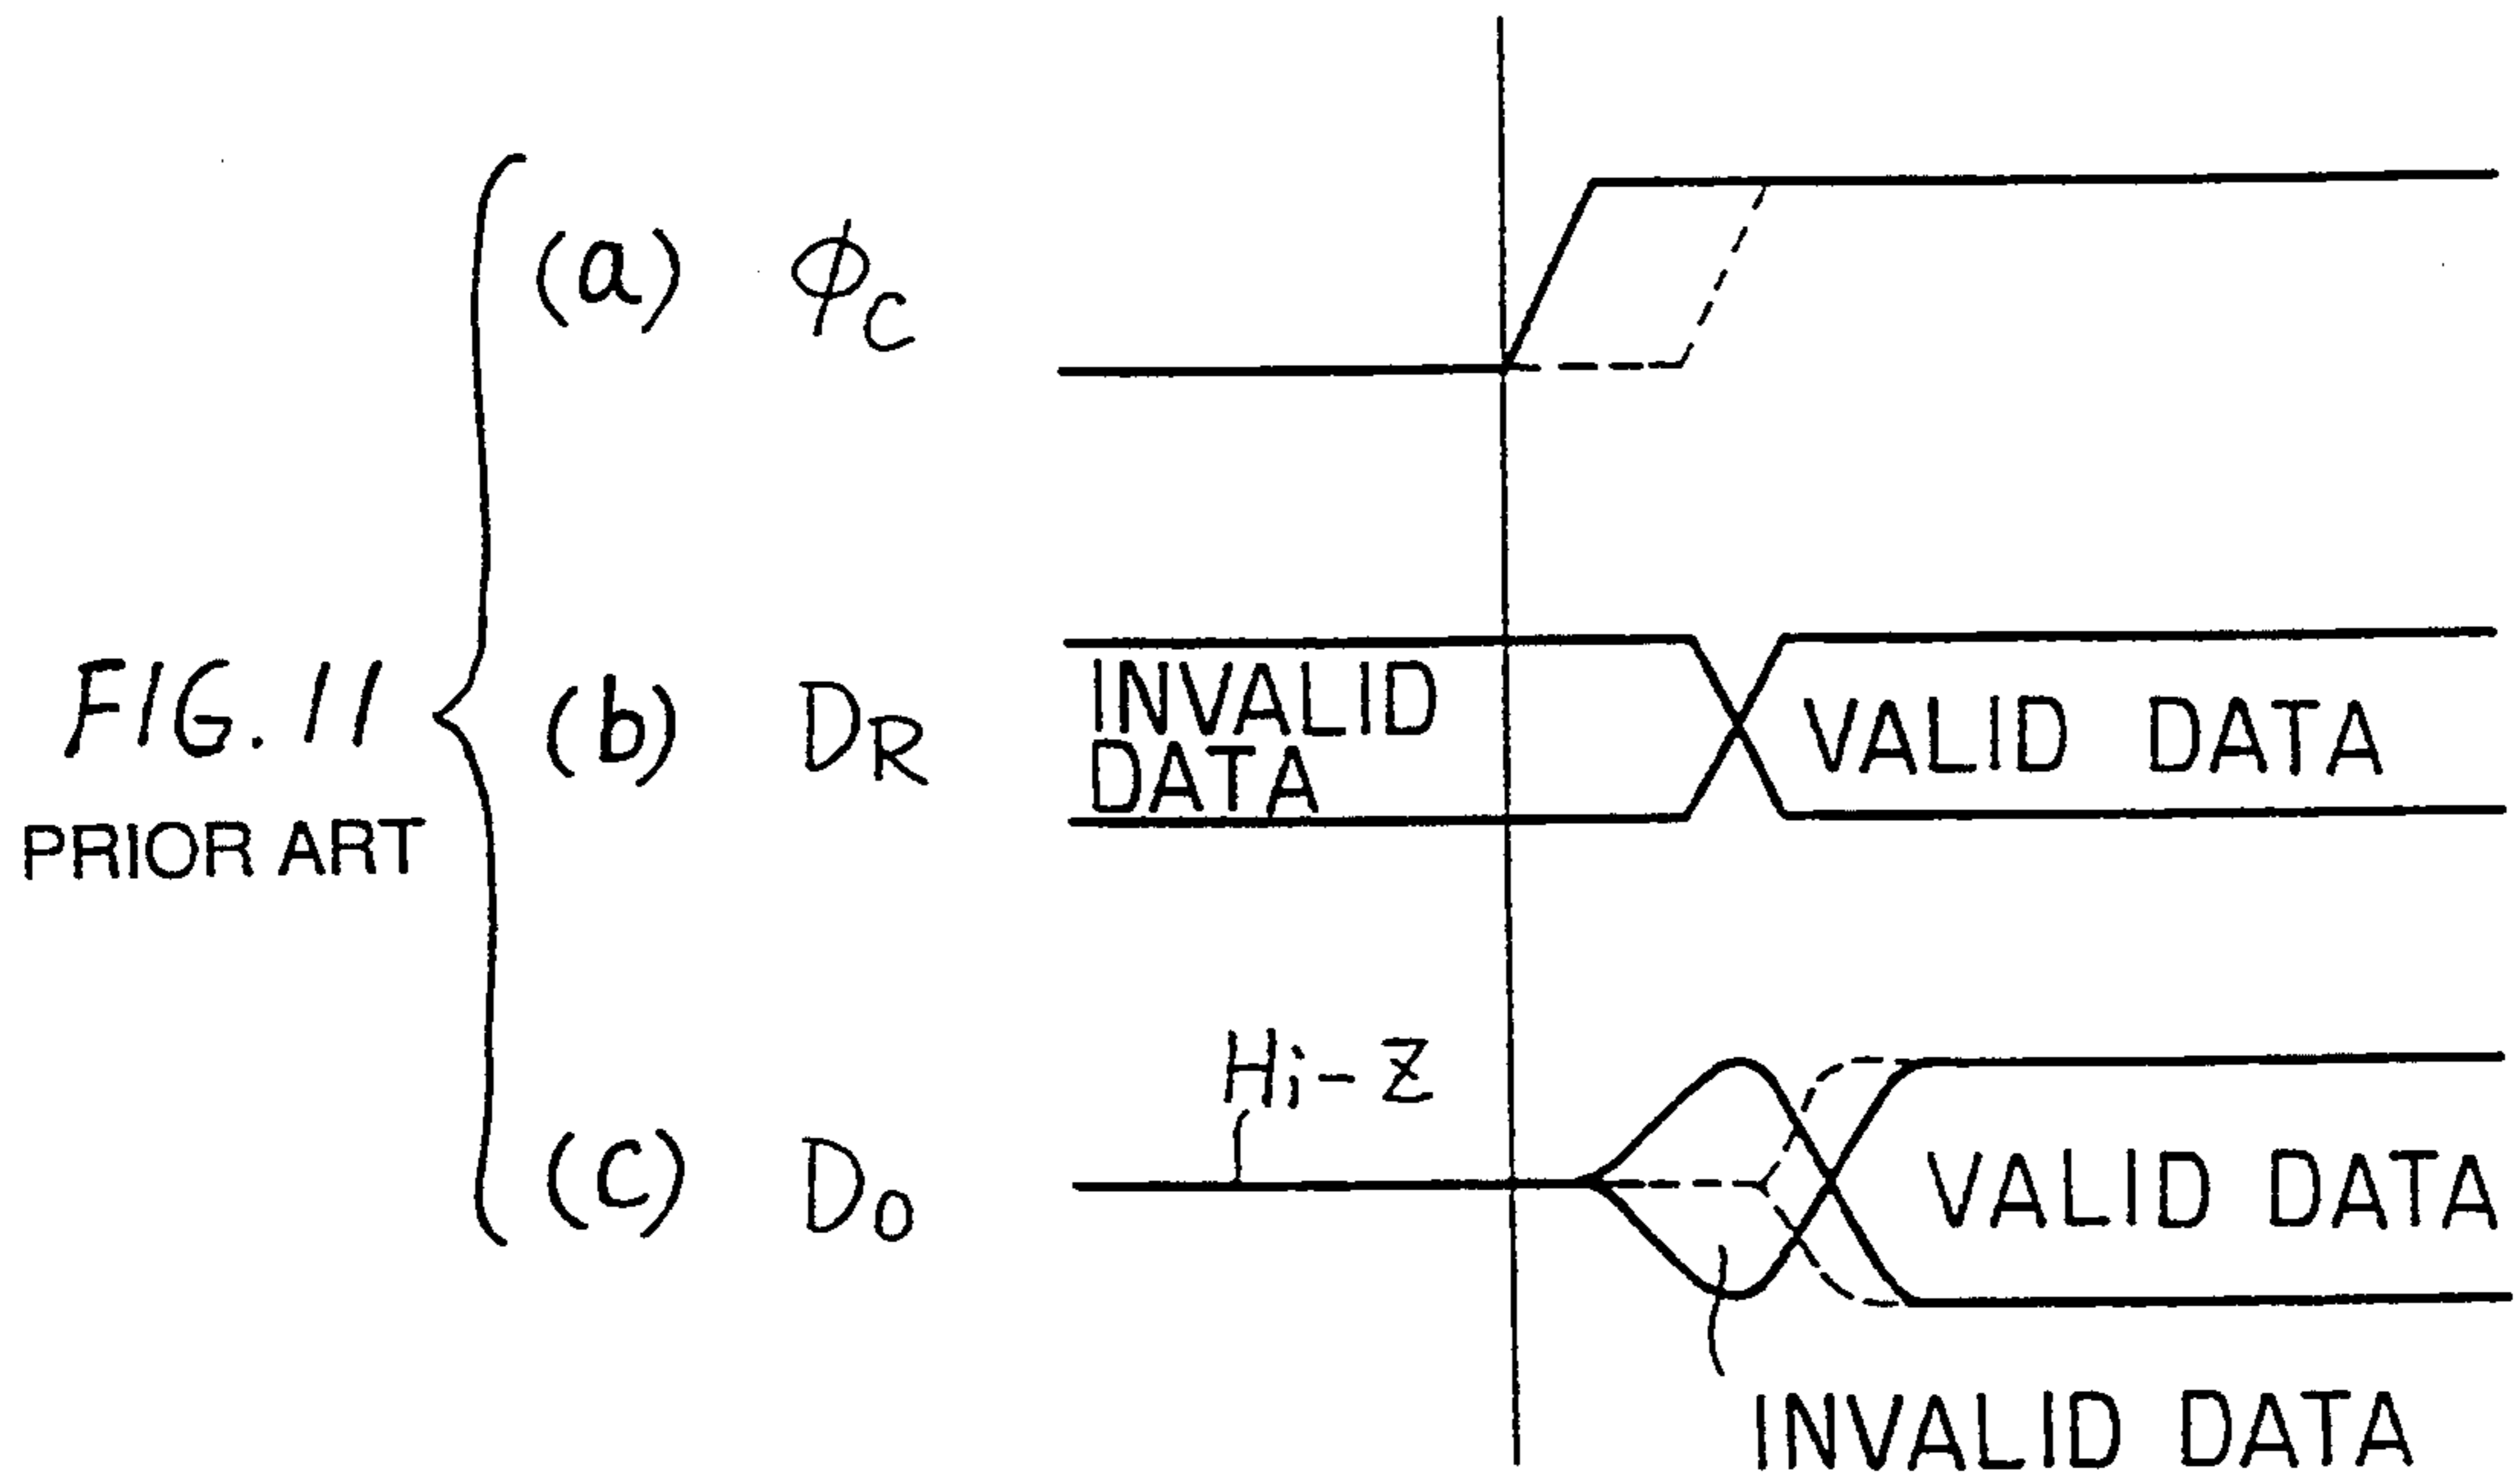 FIG. 11
PRIOR ART
(a) ϕC
(b) DR
INVALID
DATA
VALID DATA
(c) Do
Hi-Z
VALID DATA
INVALID DATA